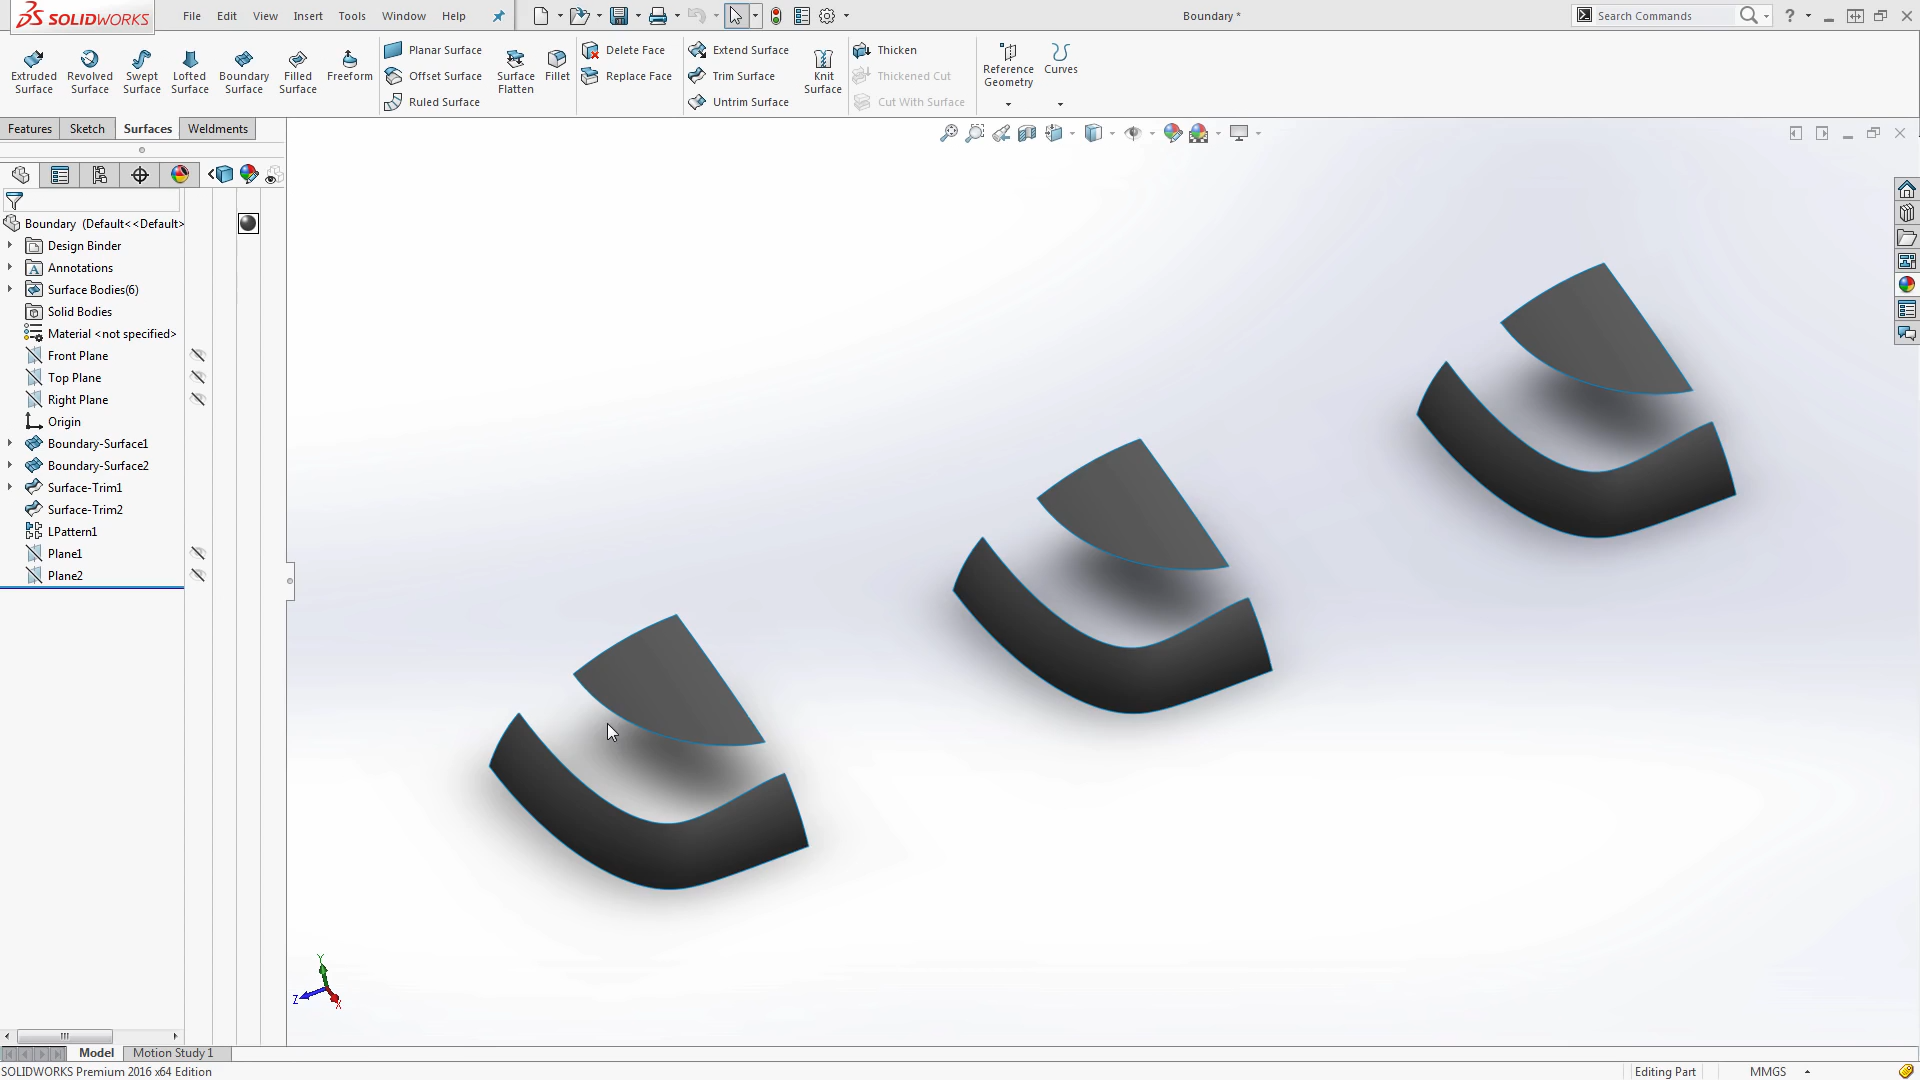 SOLIDWORKS File Edit View Insert Tools Window Help Boundary * Search Commands ?
Extruded Surface
Revolved Surface
Swept Surface
Lofted Surface
Boundary Surface
Filled Surface
Freeform
Planar Surface
Offset Surface
Ruled Surface
Surface Flatten
Fillet
Delete Face
Replace Face
Extend Surface
Trim Surface
Untrim Surface
Knit Surface
Thicken
Thickened Cut
Cut With Surface
Reference Geometry
Curves
Features Sketch Surfaces Weldments
Boundary (Default<<Default>
Design Binder
A Annotations
Surface Bodies(6)
Solid Bodies
Material <not specified>
Front Plane
Top Plane
Right Plane
Origin
Boundary-Surface1
Boundary-Surface2
Surface-Trim1
Surface-Trim2
LPattern1
Plane1
Plane2
Y
Z
X
Model Motion Study 1
SOLIDWORKS Premium 2016 x64 Edition Editing Part MMGS